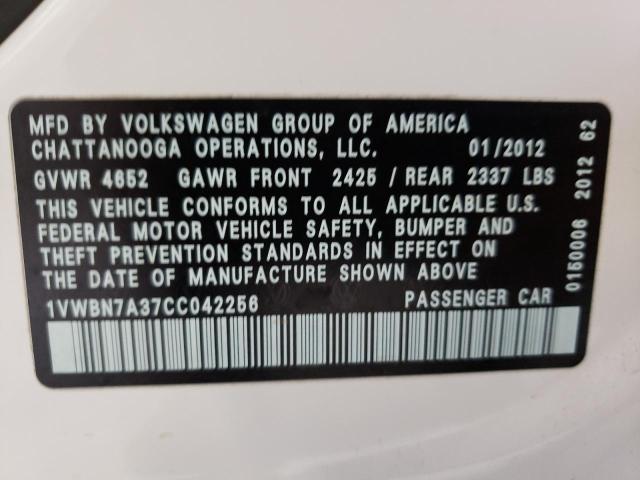 MFD BY VOLKSWAGEN GROUP OF AMERICA
CHATTANOOGA OPERATIONS, LLC. 01/2012
GVWR 4652 GAWR FRONT 2425 / REAR 2337 LBS
THIS VEHICLE CONFORMS TO ALL APPLICABLE U.S.
FEDERAL MOTOR VEHICLE SAFETY, BUMPER AND
THEFT PREVENTION STANDARDS IN EFFECT ON
THE DATE OF MANUFACTURE SHOWN ABOVE
1VWBN7A37CC042256 PASSENGER CAR
0150006 2012 62